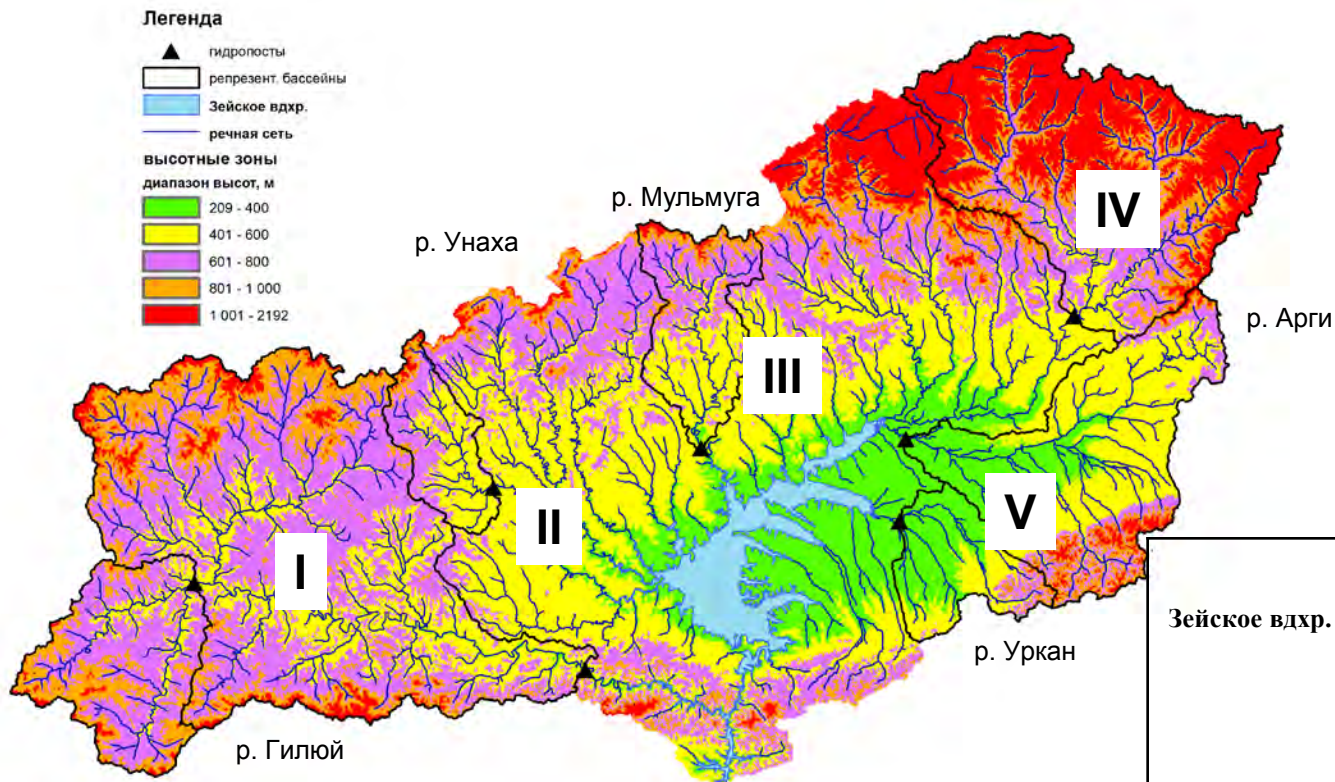 Легенда
гидропосты
репрезент. бассейны
Зейское вдхр.
речная сеть
высотные зоны
диапазон высот, м
209 - 400
401 - 600
601 - 800
801 - 1 000
1 001 - 2192
р. Мульмуга
р. Унаха
IV
р. Арги
III
II
V
I
Зейское вдхр.
р. Уркан
р. Гилюй